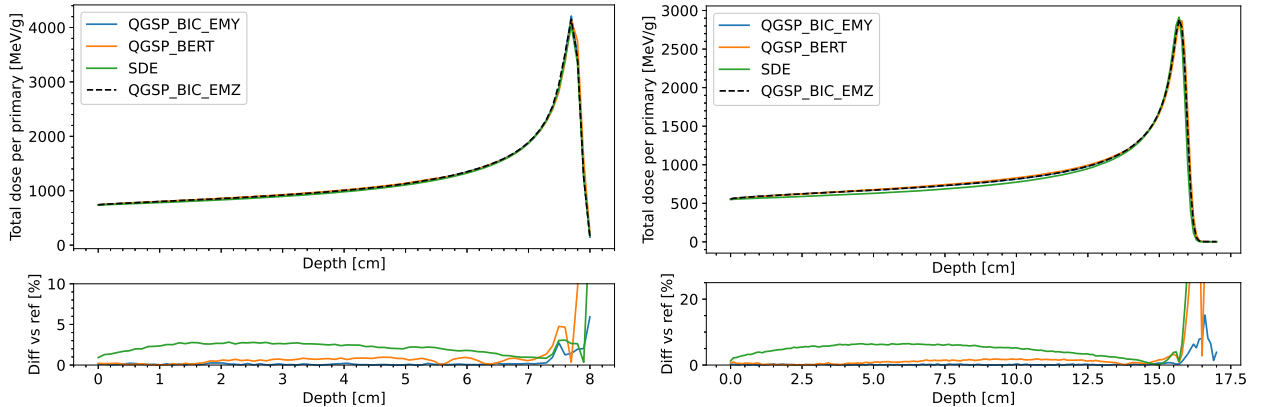 Total dose per primary [MeV/g]
4000
3000
2000
1000
0
QGSP_BIC_EMY
QGSP_BERT
SDE
QGSP_BIC_EMZ
Depth [cm]
Diff vs ref [%]
10
5
0
0 1 2 3 4 5 6 7 8
Depth [cm]
Total dose per primary [MeV/g]
3000
2500
2000
1500
1000
500
0
QGSP_BIC_EMY
QGSP_BERT
SDE
QGSP_BIC_EMZ
Depth [cm]
Diff vs ref [%]
20
0
0.0 2.5 5.0 7.5 10.0 12.5 15.0 17.5
Depth [cm]